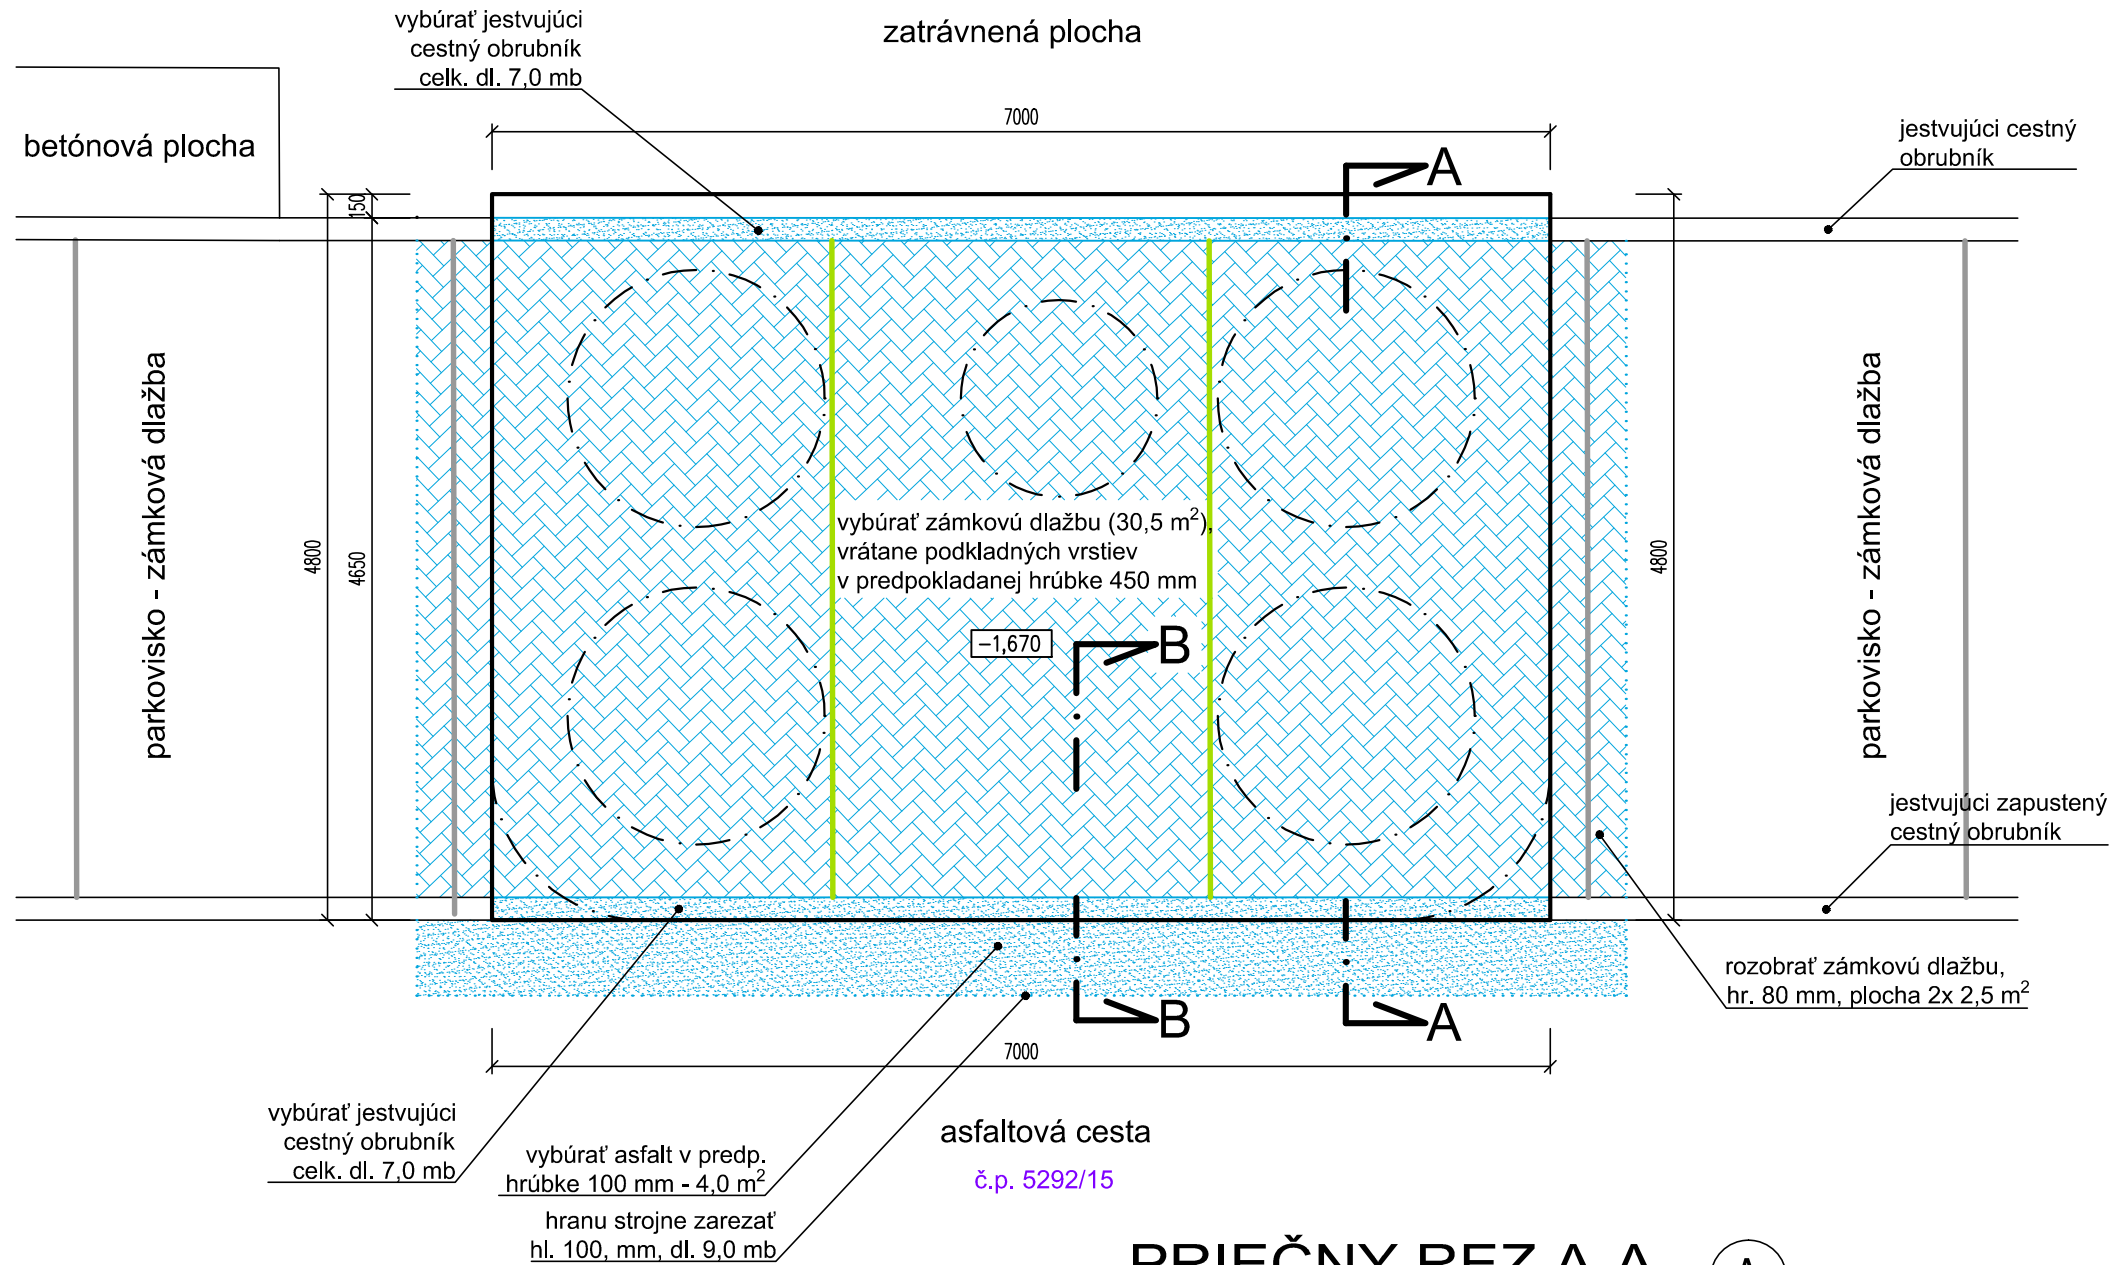 vybúrať jestvujúci
cestný obrubník
celk. dl. 7,0 mb
zatrávnená plocha
7000
betónová plocha
jestvujúci cestný
obrubník
A
150
4800
4650
4800
parkovisko - zámková dlažba
parkovisko - zámková dlažba
vybúrať zámkovú dlažbu (30,5 m²),
vrátane podkladných vrstiev
v predpokladanej hrúbke 450 mm
-1,670
B
jestvujúci zapustený
cestný obrubník
rozobrať zámkovú dlažbu,
hr. 80 mm, plocha 2x 2,5 m²
B
A
7000
vybúrať jestvujúci
cestný obrubník
celk. dl. 7,0 mb
vybúrať asfalt v predp.
hrúbke 100 mm - 4,0 m²
hranu strojne zarezať
hl. 100, mm, dl. 9,0 mb
asfaltová cesta
č.p. 5292/15
PRIEČNY REZ A-A
A